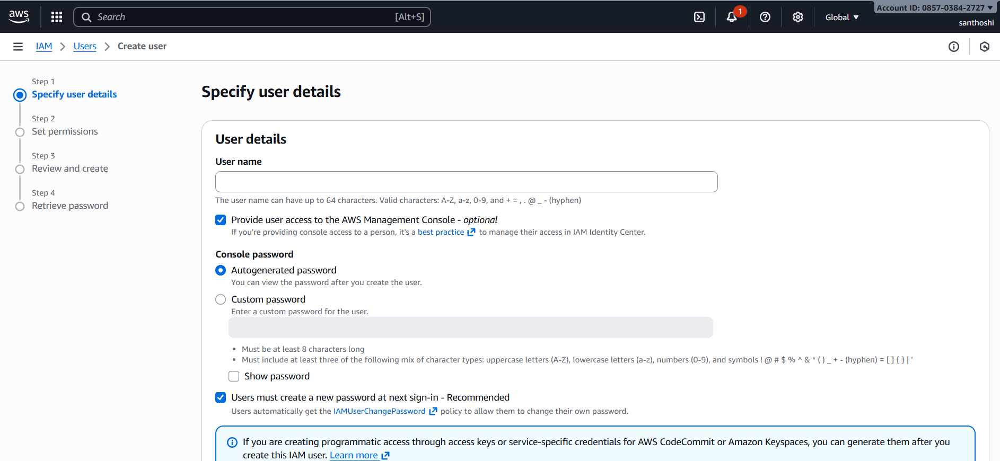 aws
Search
[Alt+S]
1
Global
Account ID: 0857-0384-2727
santhoshi
IAM
Users
Create user
Step 1
Specify user details
Step 2
Set permissions
Step 3
Review and create
Step 4
Retrieve password
Specify user details
User details
User name
The user name can have up to 64 characters. Valid characters: A-Z, a-z, 0-9, and + = , . @ _ - (hyphen)
Provide user access to the AWS Management Console - optional
If you're providing console access to a person, it's a best practice to manage their access in IAM Identity Center.
Console password
Autogenerated password
You can view the password after you create the user.
Custom password
Enter a custom password for the user.
• Must be at least 8 characters long
• Must include at least three of the following mix of character types: uppercase letters (A-Z), lowercase letters (a-z), numbers (0-9), and symbols ! @ # $ % ^ & * ( ) _ + - (hyphen) = [ ] { } | '
Show password
Users must create a new password at next sign-in - Recommended
Users automatically get the IAMUserChangePassword policy to allow them to change their own password.
If you are creating programmatic access through access keys or service-specific credentials for AWS CodeCommit or Amazon Keyspaces, you can generate them after you
create this IAM user. Learn more